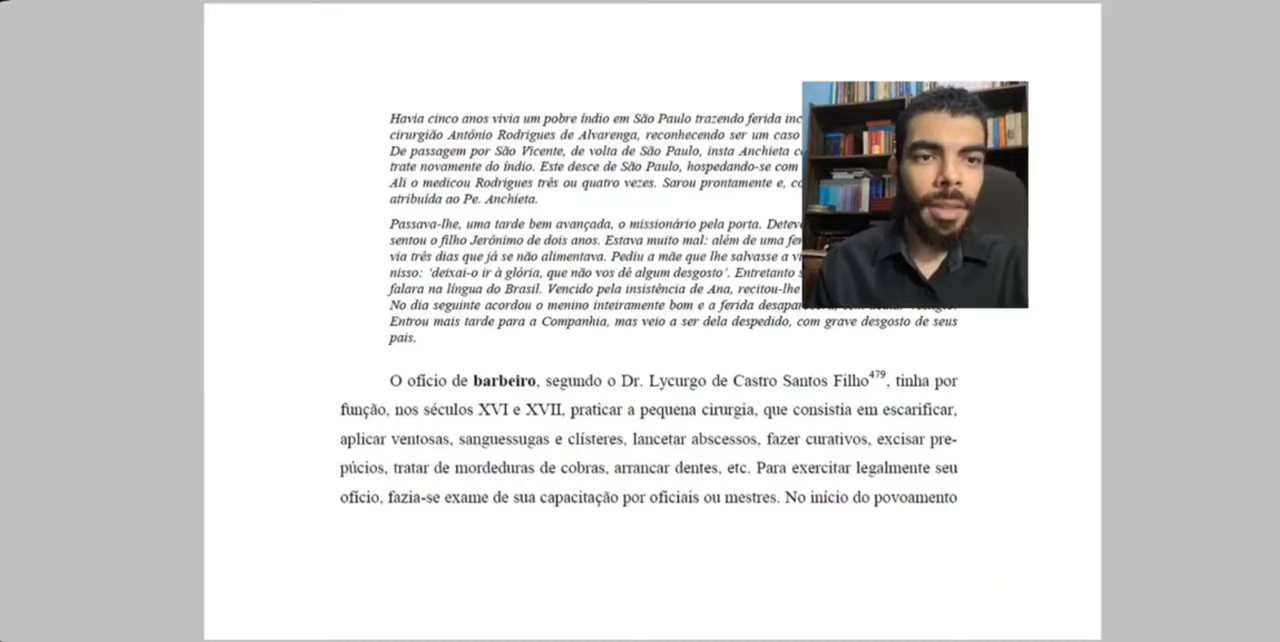 Havia cinco anos vivia um pobre índio em São Paulo trazendo ferida
cirurgião Antônio Rodrigues de Alvarenga, reconhecendo ser um caso
De passagem por São Vicente, de volta de São Paulo, insta Anchieta
trate novamente do índio. Este desce de São Paulo, hospedando-se com
Ali o medicou Rodrigues três ou quatro vezes. Sarou prontamente e,
atribuída ao Pe. Anchieta.
Passava-lhe, uma tarde bem avançada, o missionário pela porta.
sentou o filho Jerônimo de dois anos. Estava muito mal: além de uma
via três dias que já se não alimentava. Pediu a mãe que lhe salvasse a
nisso: 'deixai-o ir à glória, que não vos dê algum desgosto'. Entretanto
falara na língua do Brasil. Vencido pela insistência de Ana, recitou-lhe
No dia seguinte acordou o menino inteiramente bom e a ferida
Entrou mais tarde para a Companhia, mas veio a ser dela despedido, com grave desgosto de seus
pais.
O ofício de barbeiro, segundo o Dr. Lycurgo de Castro Santos Filho479, tinha por
função, nos séculos XVI e XVII, praticar a pequena cirurgia, que consistia em escarificar,
aplicar ventosas, sanguessugas e clísteres, lancetar abscessos, fazer curativos, excisar pre-
púcios, tratar de mordeduras de cobras, arrancar dentes, etc. Para exercitar legalmente seu
ofício, fazia-se exame de sua capacitação por oficiais ou mestres. No início do povoamento